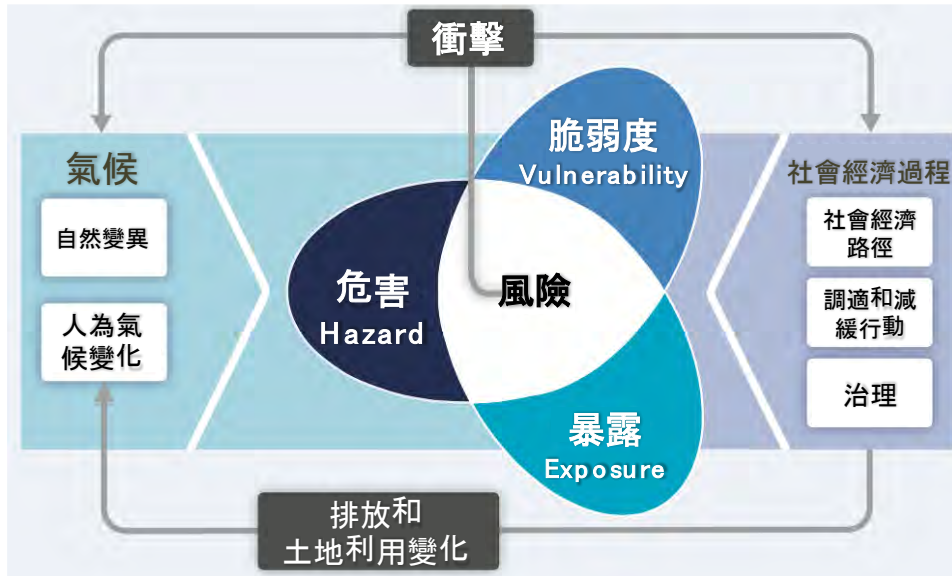 衝擊
氣候
自然變異
人為氣
候變化
危害
Hazard
脆弱度
Vulnerability
風險
暴露
Exposure
社會經濟過程
社會經濟
路徑
調適和減
緩行動
治理
排放和
土地利用變化